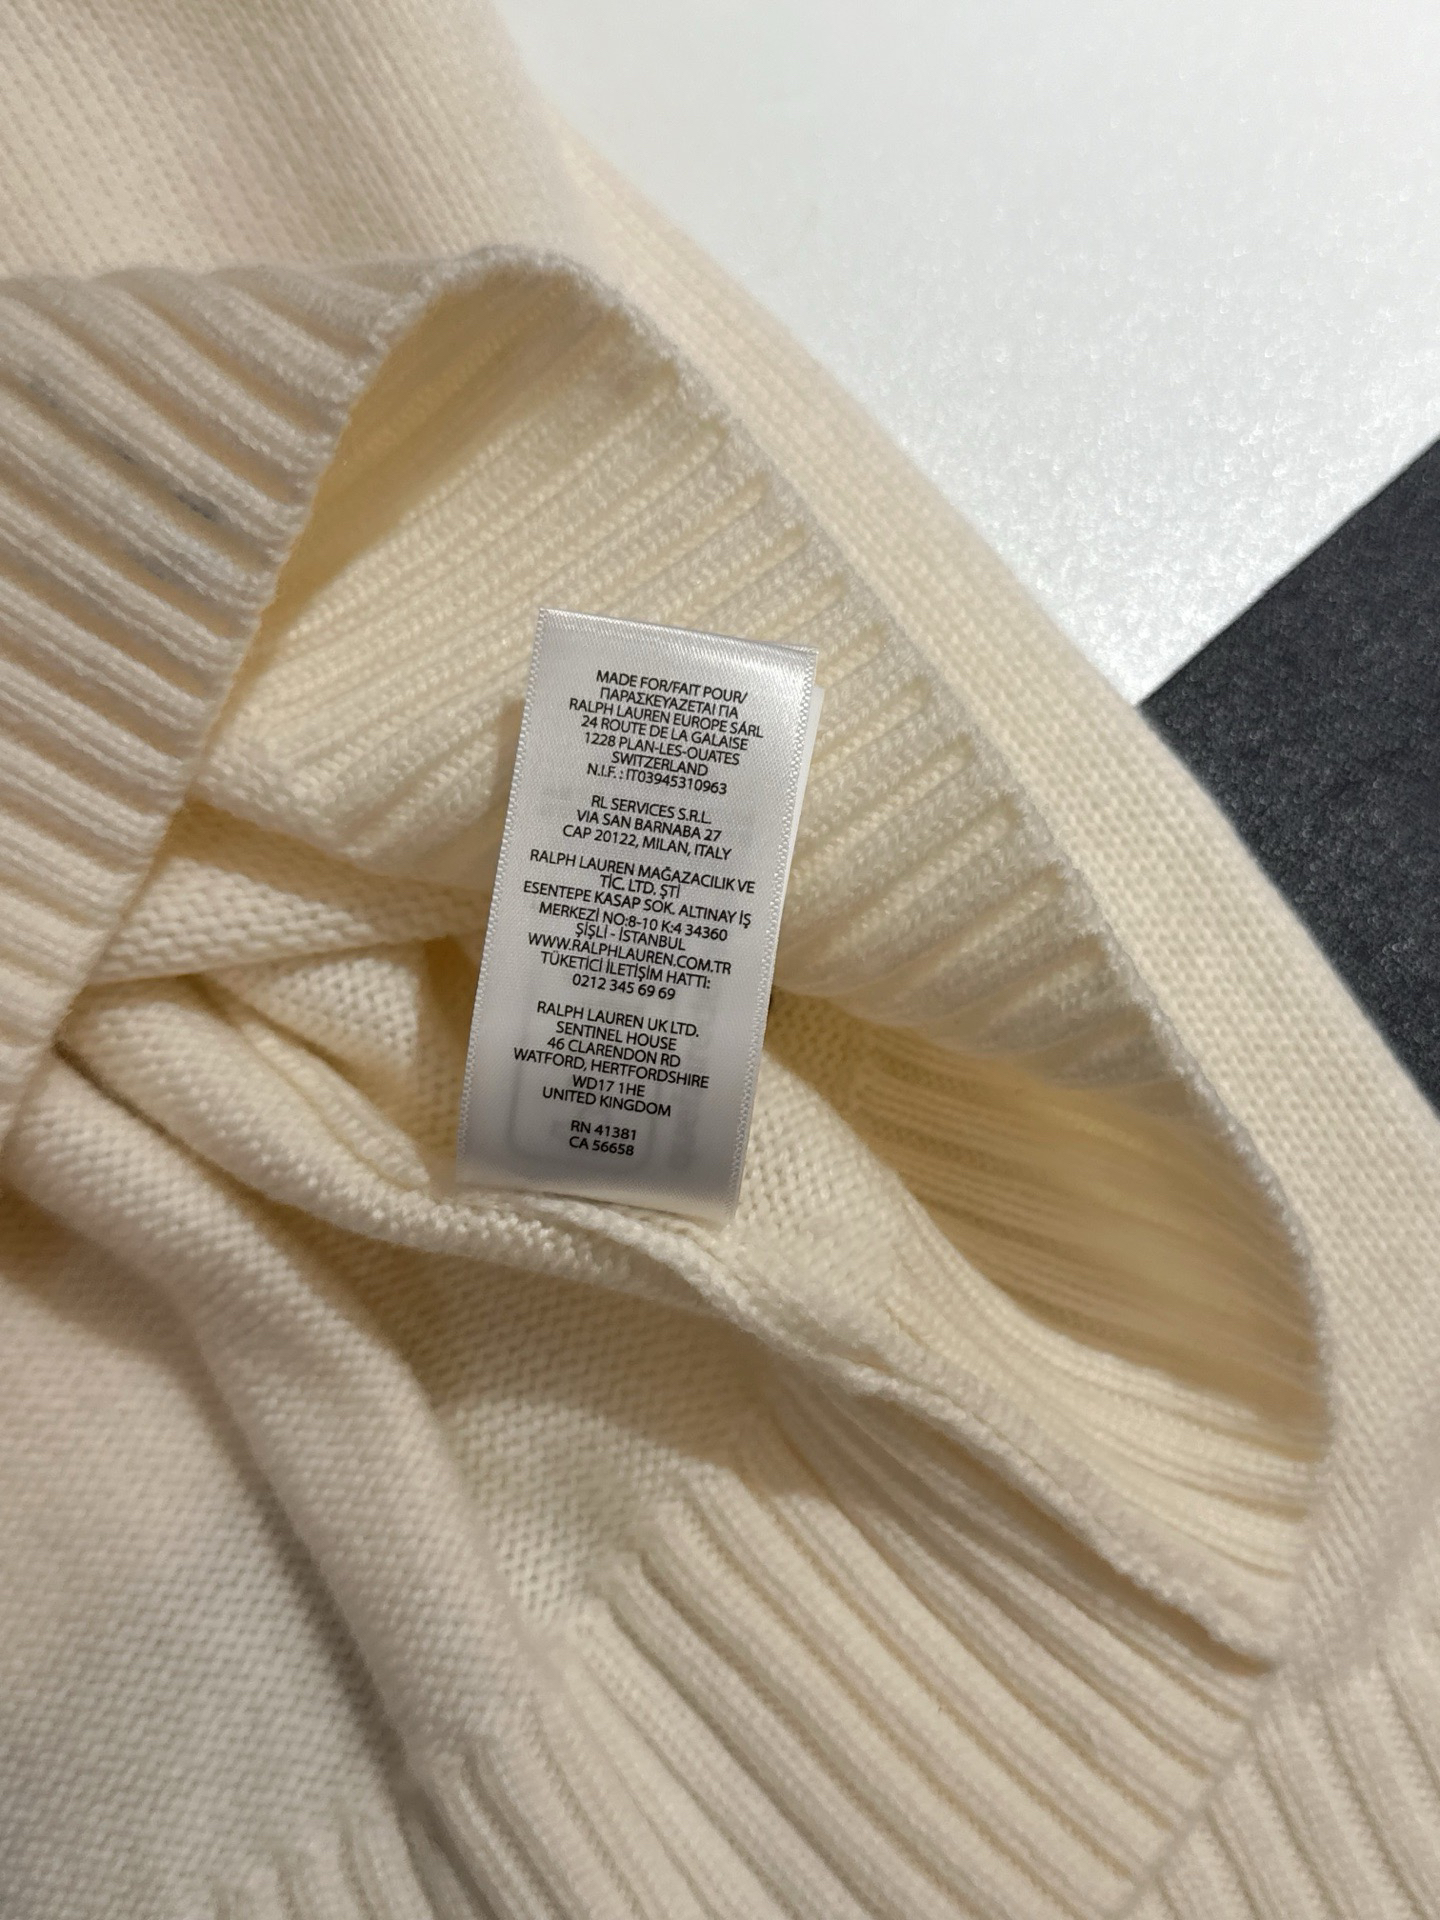 MADE FOR/FAIT POUR/
ΠΑΡΑΣΚΕΥΑΖΕΤΑΙ ΓΙΑ
RALPH LAUREN EUROPE SÁRL
24 ROUTE DE LA GALAISE
1228 PLAN-LES-OUATES
SWITZERLAND
N.I.F. : IT03945310963
RL SERVICES S.R.L.
VIA SAN BARNABA 27
CAP 20122, MILAN, ITALY
RALPH LAUREN MAĞAZACILIK VE
TİC. LTD. ŞTİ
ESENTEPE KASAP SOK. ALTINAY İŞ
MERKEZİ NO:8-10 K:4 34360
ŞİŞLİ - İSTANBUL
WWW.RALPHLAUREN.COM.TR
TÜKETİCİ İLETİŞİM HATTI:
0212 345 69 69
RALPH LAUREN UK LTD.
SENTINEL HOUSE
46 CLARENDON RD
WATFORD, HERTFORDSHIRE
WD17 1HE
UNITED KINGDOM
RN 41381
CA 56658